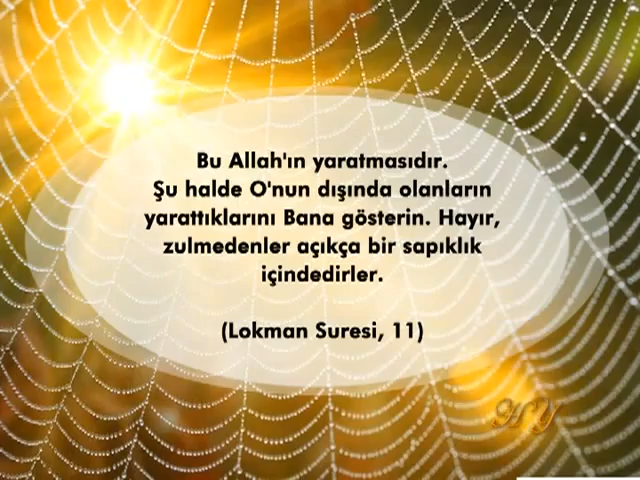 Bu Allah'ın yaratmasıdır.
Şu halde O'nun dışında olanların
yarattıklarını Bana gösterin. Hayır,
zulmedenler açıkça bir sapıklık
içindedirler.
(Lokman Suresi, 11)
HY